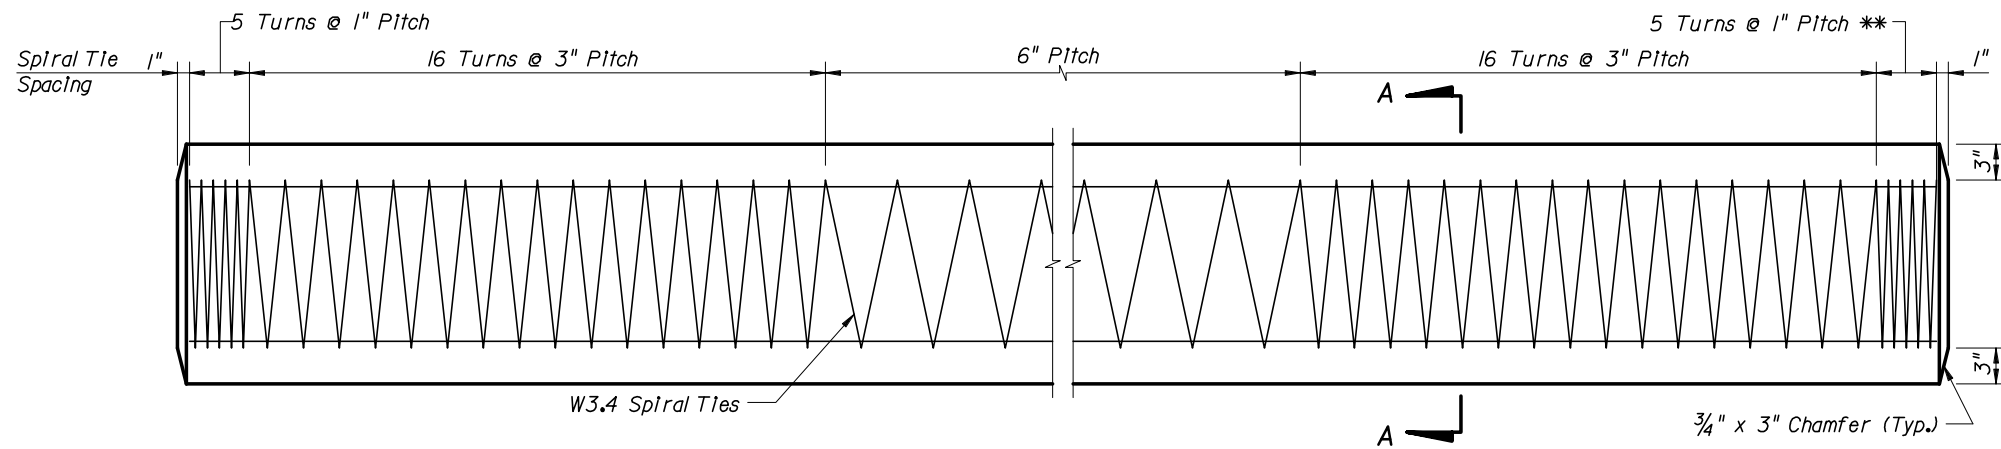 5 Turns @ 1" Pitch
5 Turns @ 1" Pitch **
Spiral Tie
Spacing
1"
16 Turns @ 3" Pitch
6" Pitch
16 Turns @ 3" Pitch
1"
A
3"
3"
W3.4 Spiral Ties
A
3/4" x 3" Chamfer (Typ.)